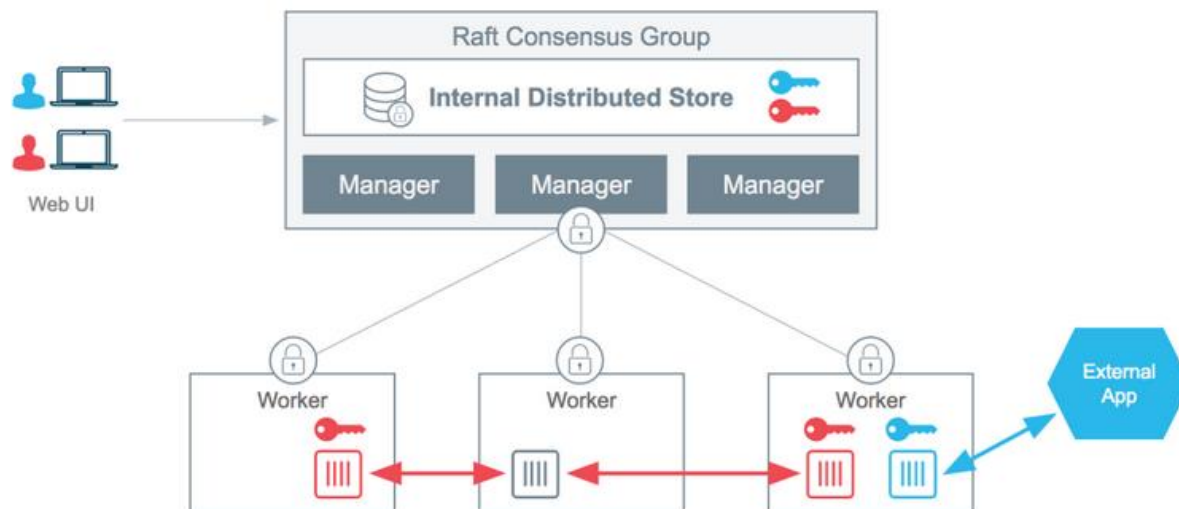 Raft Consensus Group
Internal Distributed Store
Manager
Manager
Manager
Web UI
Worker
Worker
Worker
External
App